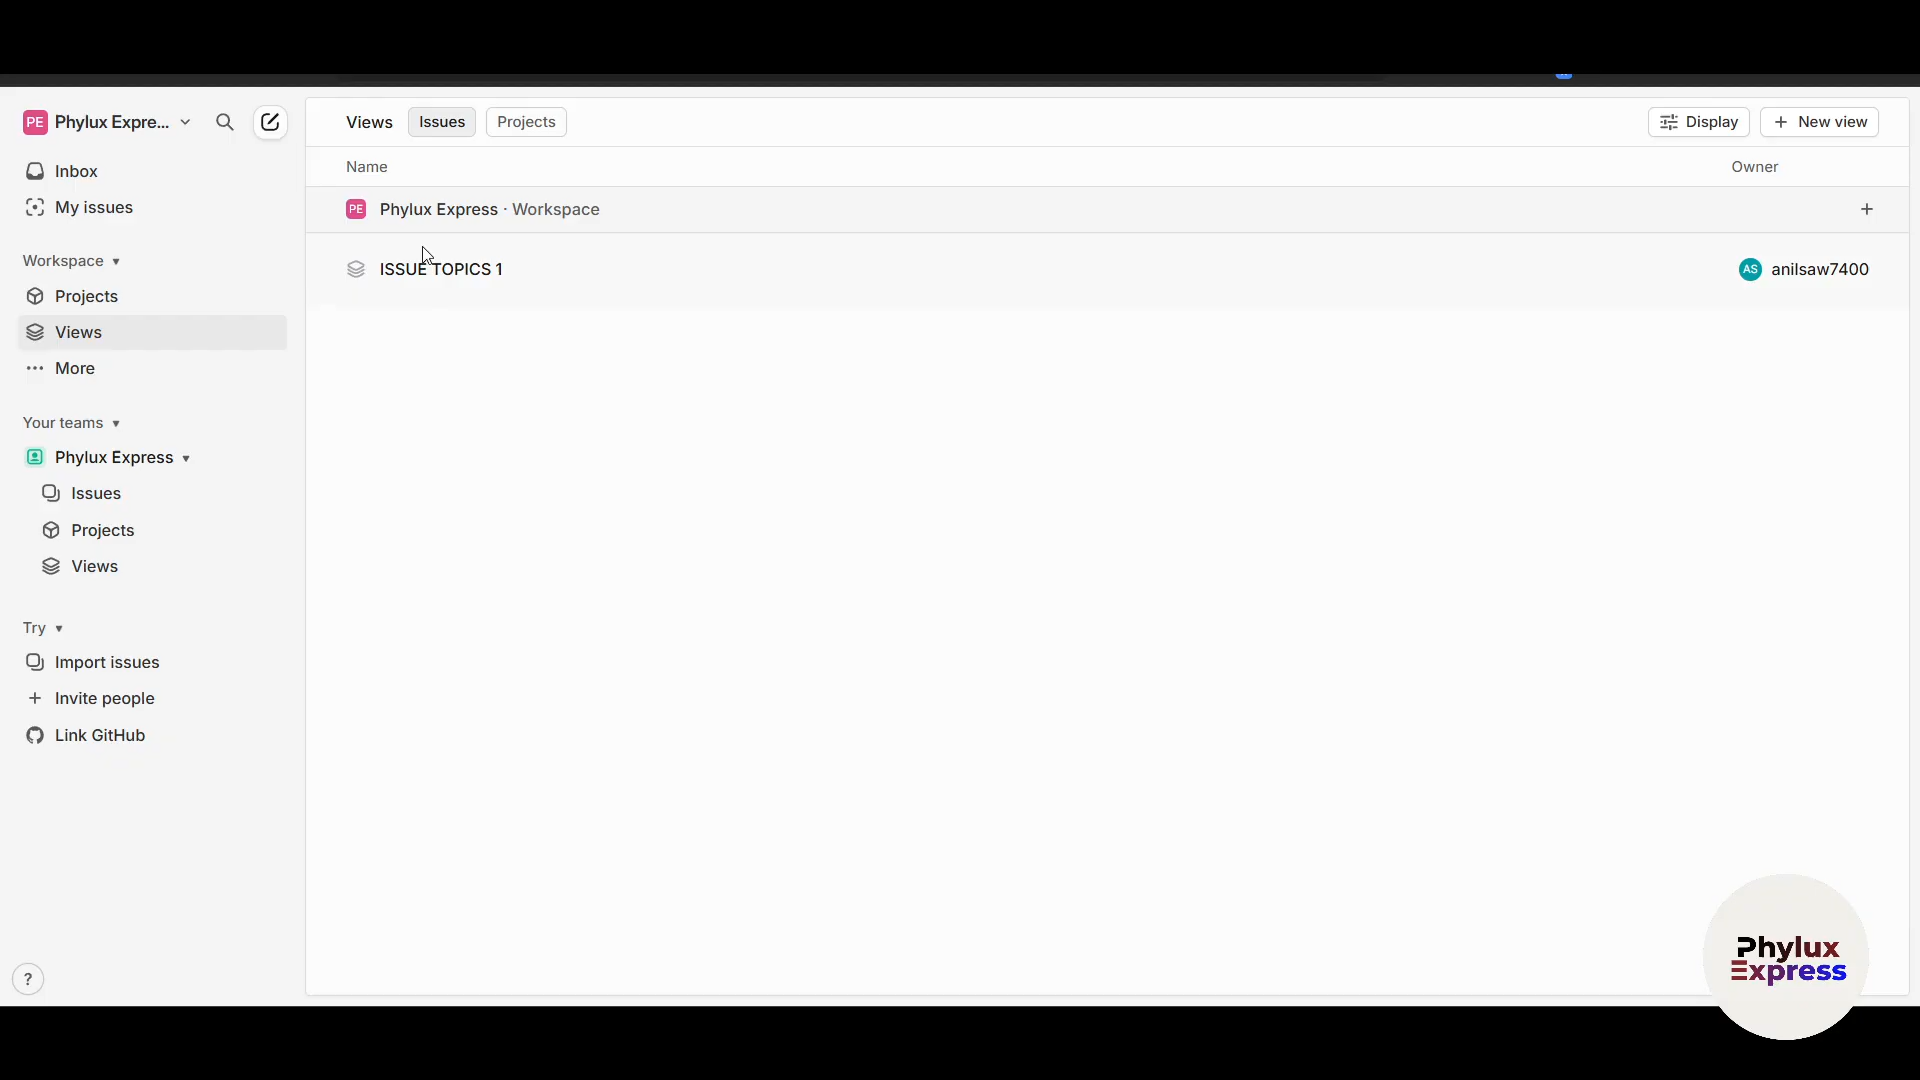 PE Phylux Expre...
Inbox
My issues
Workspace
Projects
Views
More
Your teams
Phylux Express
Issues
Projects
Views
Try
Import issues
Invite people
Link GitHub
?
Views Issues Projects Display New view
Name Owner
PE Phylux Express · Workspace
ISSUE TOPICS 1 AS anilsaw7400
Phylux
Express